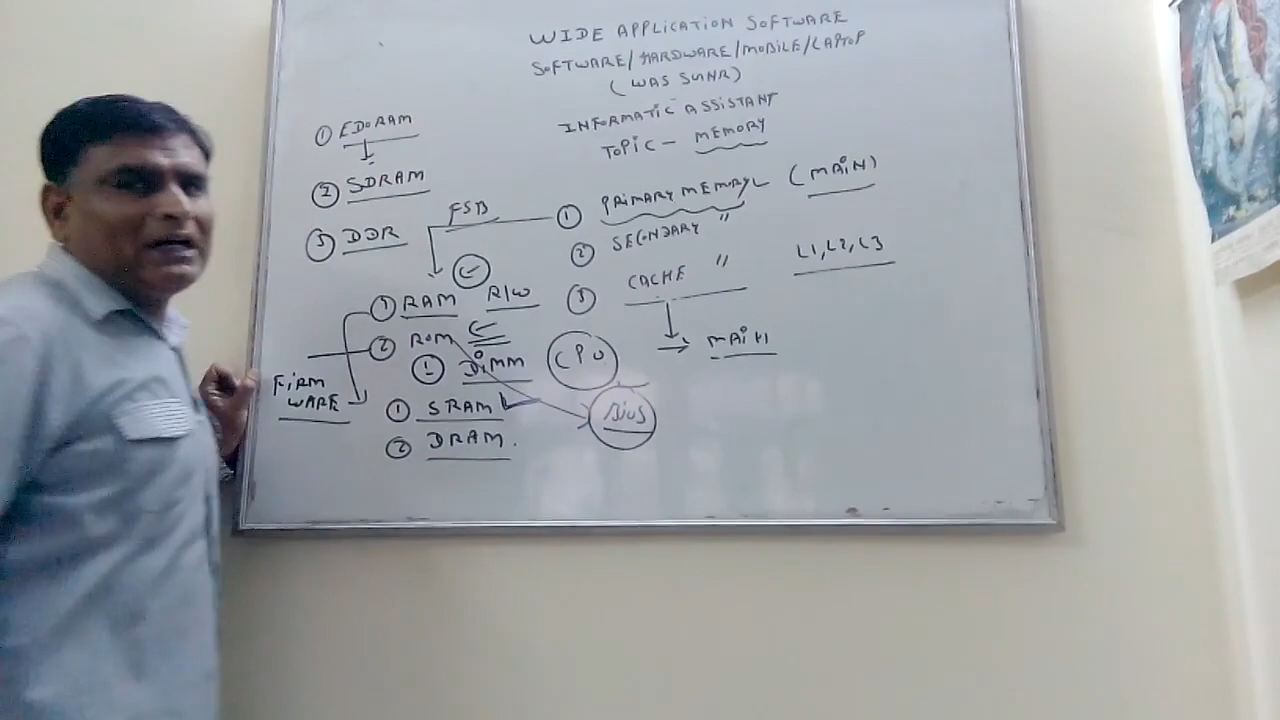 WIDE APPLICATION SOFTWARE
SOFTWARE/HARDWARE/MOBILE/LAPTOP
(WAS SUNR)
INFORMATIC ASSISTANT
TOPIC - MEMORY
① PRIMARY MEMORY (MAIN)
② SECONDARY "
③ CACHE " L1, L2, L3
→ MAIN
① EDORAM
② SDRAM
③ DDR
FSB
① RAM R/W
② ROM
① DIMM
CPU
① SRAM
② DRAM.
BIOS
FIRM
WARE